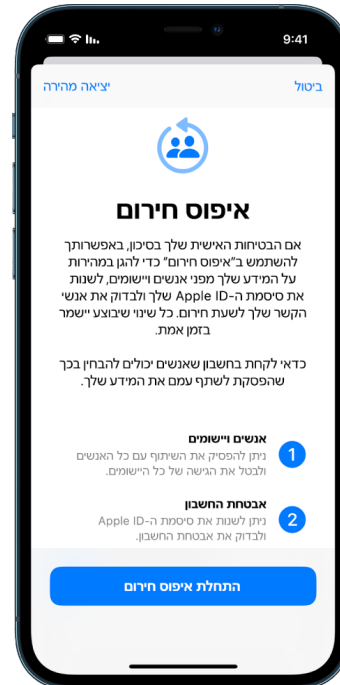 9:41
ביטול
יציאה מהירה
איפוס חירום
אם הבטיחות האישית שלך בסיכון, באפשרותך
להשתמש ב"איפוס חירום" כדי להגן במהירות
על המידע שלך מפני אנשים ויישומים, לשנות
את סיסמת ה-Apple ID שלך ולבדוק את אנשי
הקשר שלך לשעת חירום. כל שינוי שיבוצע יישמר
בזמן אמת.
כדאי לקחת בחשבון שאנשים יכולים להבחין בכך
שהפסקת לשתף עמם את המידע שלך.
1
אנשים ויישומים
ניתן להפסיק את השיתוף עם כל האנשים
ולבטל את הגישה של כל היישומים.
2
אבטחת החשבון
ניתן לשנות את סיסמת ה-Apple ID
ולבדוק את אבטחת החשבון.
התחלת איפוס חירום